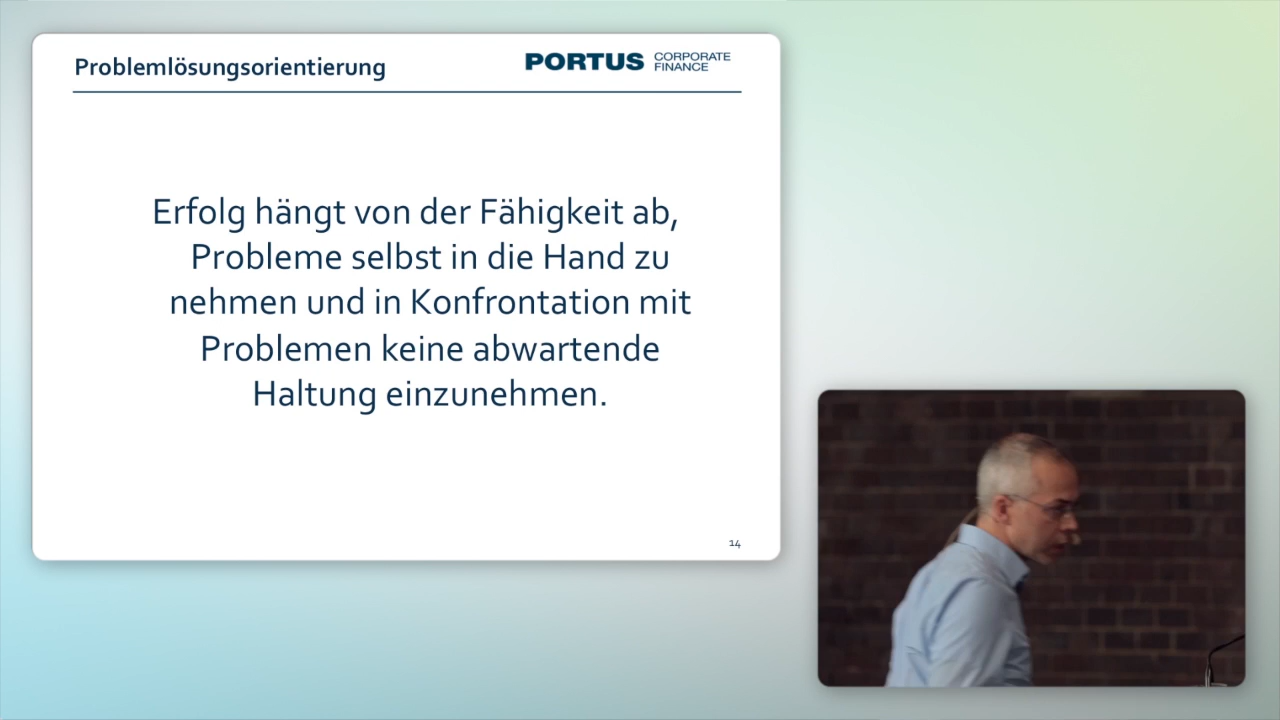 Problemlösungsorientierung
PORTUS CORPORATE FINANCE
Erfolg hängt von der Fähigkeit ab,
Probleme selbst in die Hand zu
nehmen und in Konfrontation mit
Problemen keine abwartende
Haltung einzunehmen.
14